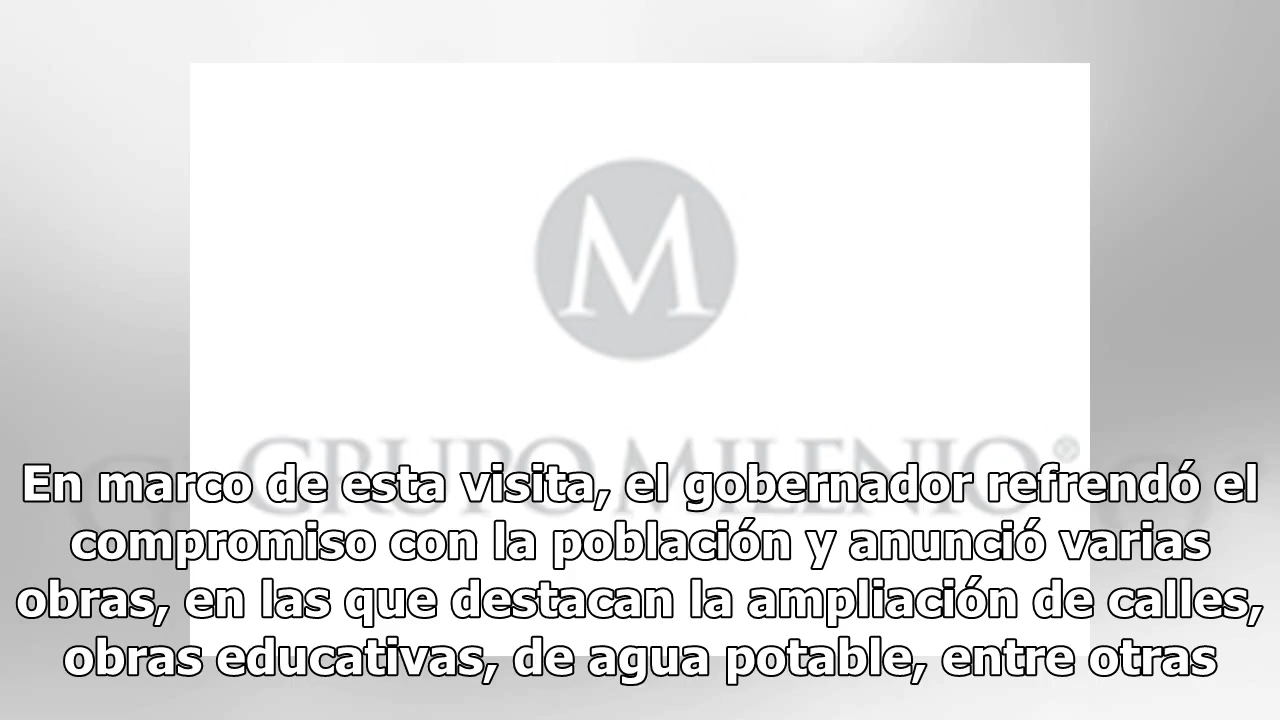 M
GRUPO MILENIO®
En marco de esta visita, el gobernador refrendó el
compromiso con la población y anunció varias
obras, en las que destacan la ampliación de calles,
obras educativas, de agua potable, entre otras